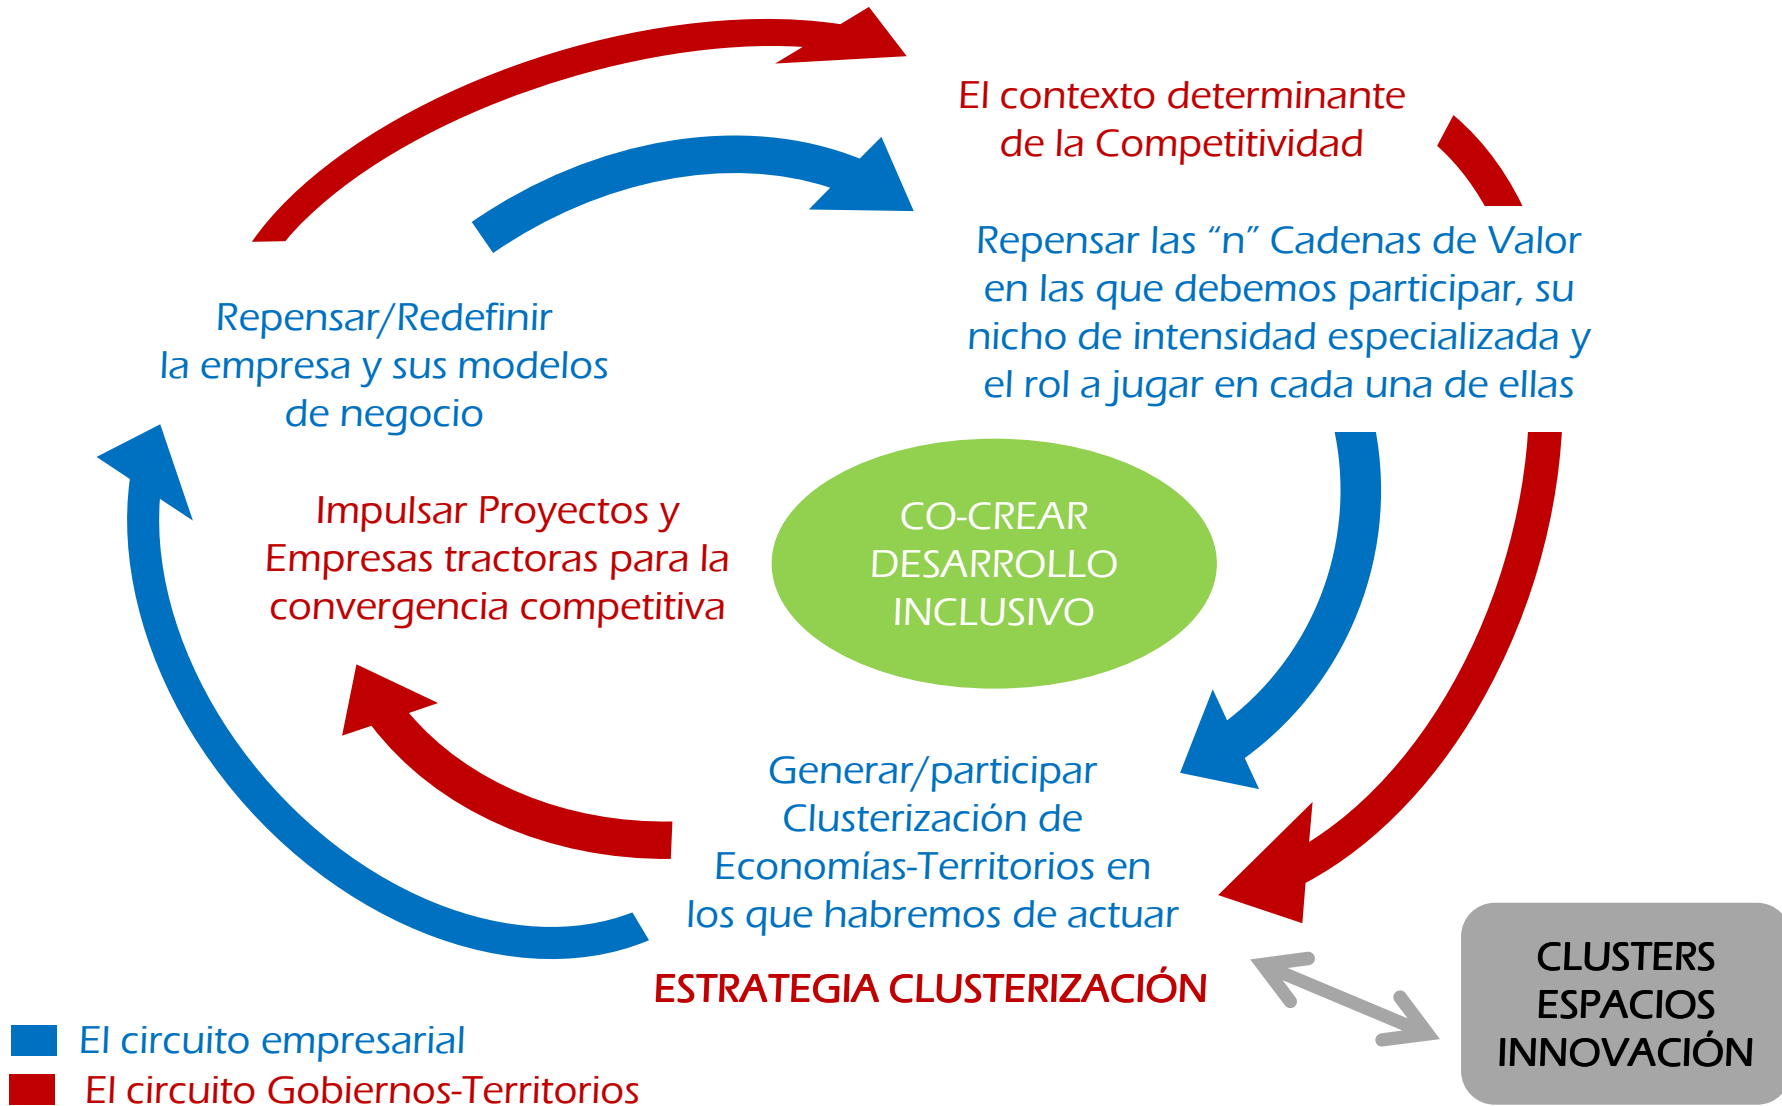 El contexto determinante
de la Competitividad
Repensar las “n” Cadenas de Valor
en las que debemos participar, su
nicho de intensidad especializada y
el rol a jugar en cada una de ellas
Repensar/Redefinir
la empresa y sus modelos
de negocio
Impulsar Proyectos y
Empresas tractoras para la
convergencia competitiva
CO-CREAR
DESARROLLO
INCLUSIVO
Generar/participar
Clusterización de
Economías-Territorios en
los que habremos de actuar
ESTRATEGIA CLUSTERIZACIÓN
CLUSTERS
ESPACIOS
INNOVACIÓN
El circuito empresarial
El circuito Gobiernos-Territorios